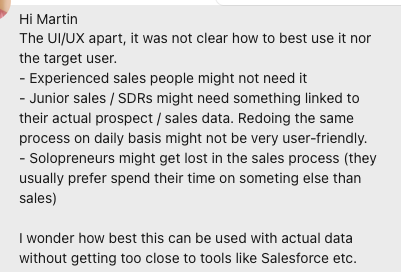 Hi Martin
The UI/UX apart, it was not clear how to best use it nor
the target user.
- Experienced sales people might not need it
- Junior sales / SDRs might need something linked to
their actual prospect / sales data. Redoing the same
process on daily basis might not be very user-friendly.
- Solopreneurs might get lost in the sales process (they
usually prefer spend their time on someting else than
sales)

I wonder how best this can be used with actual data
without getting too close to tools like Salesforce etc.